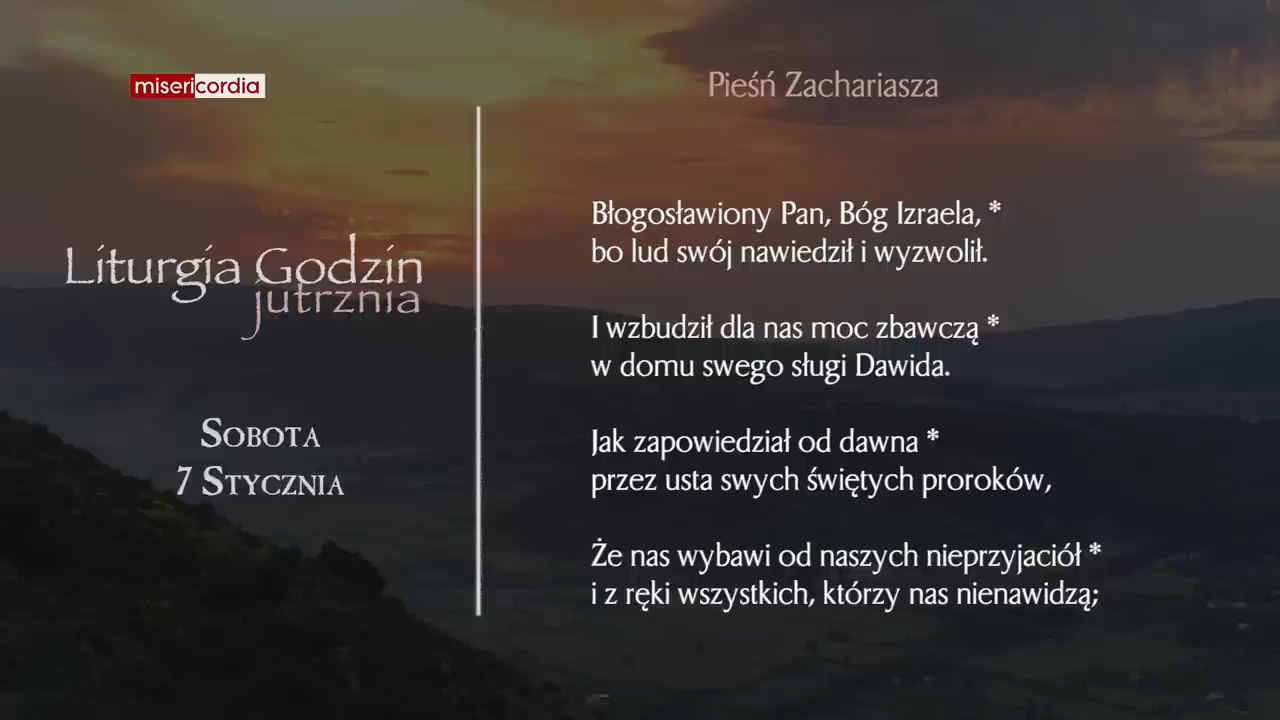 misericordia
Liturgia Godzin
jutrznia
Sobota
7 Stycznia
Pieśń Zachariasza
Błogosławiony Pan, Bóg Izraela, *
bo lud swój nawiedził i wyzwolił.
I wzbudził dla nas moc zbawczą *
w domu swego sługi Dawida.
Jak zapowiedział od dawna *
przez usta swych świętych proroków,
Że nas wybawi od naszych nieprzyjaciół *
i z ręki wszystkich, którzy nas nienawidzą;